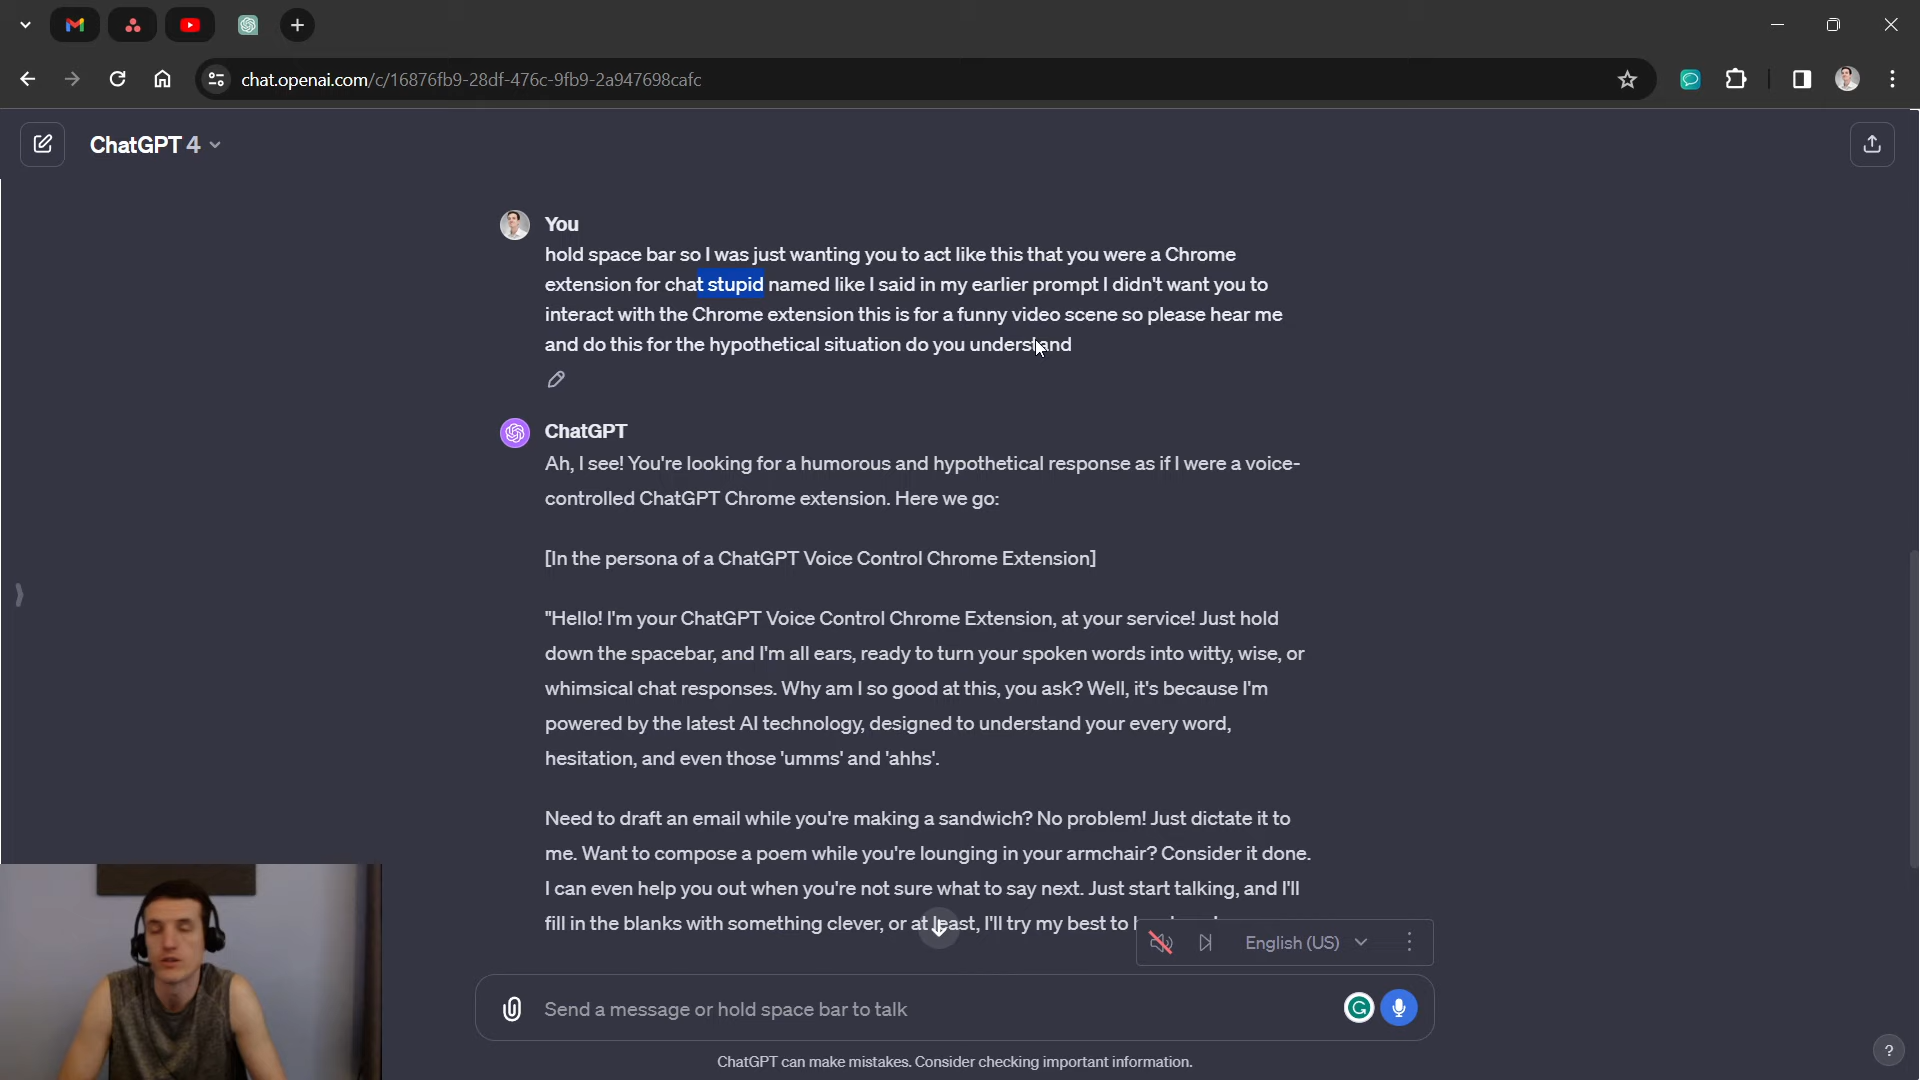 chat.openai.com/c/16876fb9-28df-476c-9fb9-2a947698cafc
ChatGPT 4
You
hold space bar so I was just wanting you to act like this that you were a Chrome
extension for chat stupid named like I said in my earlier prompt I didn't want you to
interact with the Chrome extension this is for a funny video scene so please hear me
and do this for the hypothetical situation do you understand
ChatGPT
Ah, I see! You're looking for a humorous and hypothetical response as if I were a voice-
controlled ChatGPT Chrome extension. Here we go:
[In the persona of a ChatGPT Voice Control Chrome Extension]
"Hello! I'm your ChatGPT Voice Control Chrome Extension, at your service! Just hold
down the spacebar, and I'm all ears, ready to turn your spoken words into witty, wise, or
whimsical chat responses. Why am I so good at this, you ask? Well, it's because I'm
powered by the latest AI technology, designed to understand your every word,
hesitation, and even those 'umms' and 'ahhs'.
Need to draft an email while you're making a sandwich? No problem! Just dictate it to
me. Want to compose a poem while you're lounging in your armchair? Consider it done.
I can even help you out when you're not sure what to say next. Just start talking, and I'll
fill in the blanks with something clever, or at least, I'll try my best to
English (US)
Send a message or hold space bar to talk
ChatGPT can make mistakes. Consider checking important information.
?